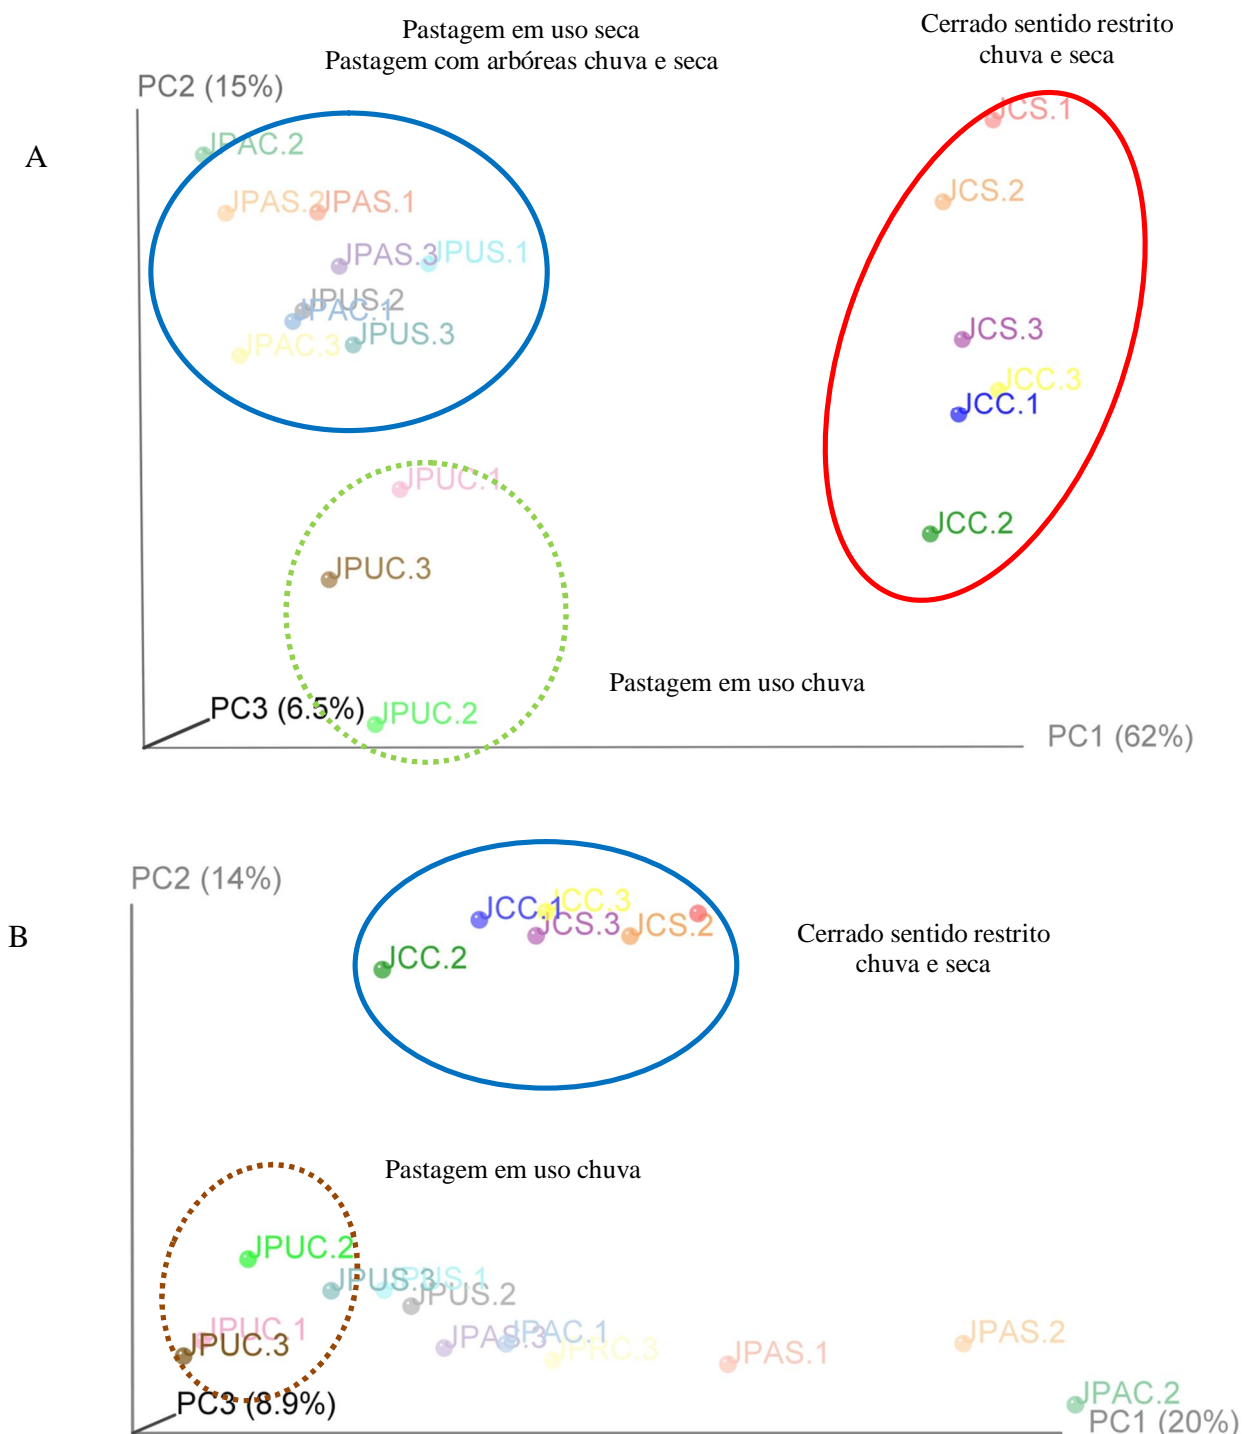 Pastagem em uso seca
Pastagem com arbóreas chuva e seca
Cerrado sentido restrito
chuva e seca
PC2 (15%)
A
JPAC.2
JCS.1
JPAS.2
JPAS.1
JCS.2
JPAS.3
JPUS.1
JPUS.2
JPAC.1
JPUS.3
JPAC.3
JCS.3
JCC.3
JCC.1
JPUC.1
JCC.2
JPUC.3
Pastagem em uso chuva
PC3 (6.5%)
JPUC.2
PC1 (62%)
PC2 (14%)
B
JCC.1
JCC.3
JCS.3
JCS.2
JCC.2
Cerrado sentido restrito
chuva e seca
Pastagem em uso chuva
JPUC.2
JPUS.3
JPUS.1
JPUS.2
JPUC.1
JPUC.3
JPAS.3
JPAC.1
JPRC.3
JPAS.1
JPAS.2
PC3 (8.9%)
JPAC.2
PC1 (20%)